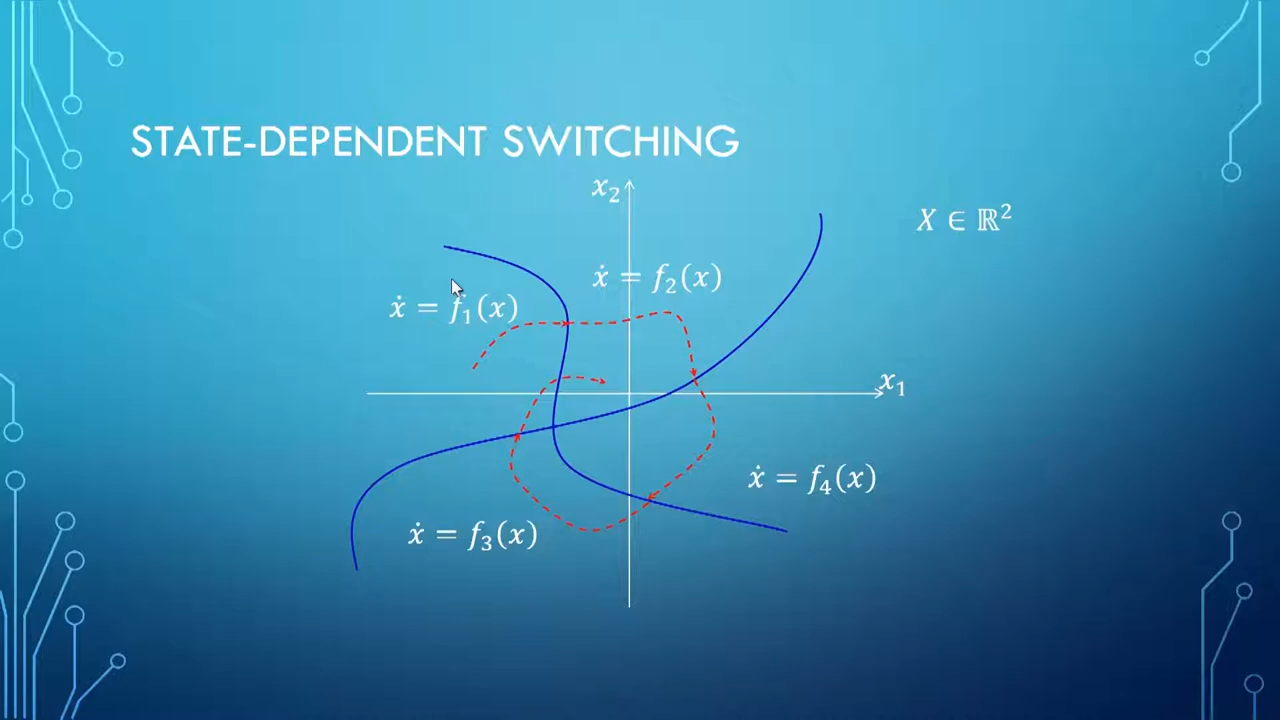 STATE-DEPENDENT SWITCHING
x₂
X ∈ ℝ²
ẋ = f₂(x)
ẋ = f₁(x)
x₁
ẋ = f₄(x)
ẋ = f₃(x)